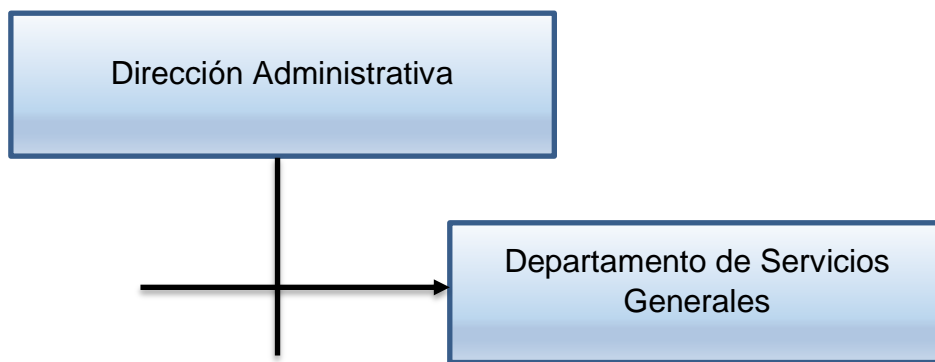 Dirección Administrativa
Departamento de Servicios
Generales